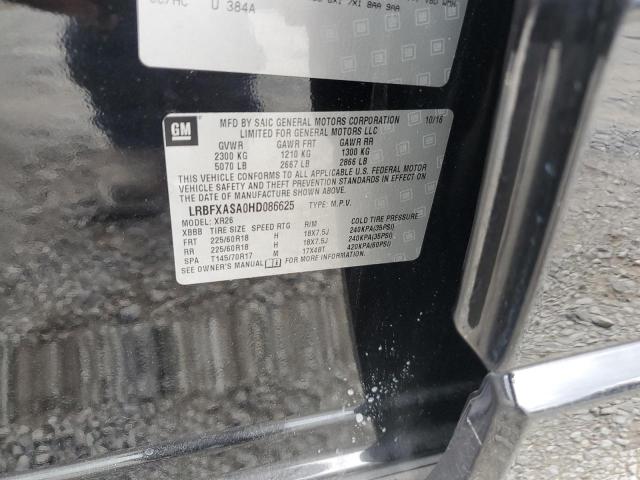 U 384A
8AA 9AA
GM
MFD BY SAIC GENERAL MOTORS CORPORATION 10/16
LIMITED FOR GENERAL MOTORS LLC
GVWR GAWR FRT GAWR RR
2300 KG 1210 KG 1300 KG
5070 LB 2667 LB 2866 LB
THIS VEHICLE CONFORMS TO ALL APPLICABLE U.S. FEDERAL MOTOR
VEHICLE SAFETY AND THEFT PREVENTION STANDARDS IN EFFECT ON
THE DATE OF MANUFACTURE SHOWN ABOVE.
LRBFXASA0HD086625 TYPE: M.P.V.
MODEL: XR26
XBBB TIRE SIZE SPEED RTG R/M COLD TIRE PRESSURE
FRT 225/60R18 H 18X7.5J 240KPA(35PSI)
RR 225/60R18 H 18X7.5J 240KPA(35PSI)
SPA T145/70R17 M 17X4BT 420KPA(60PSI)
SEE OWNER'S MANUAL FOR MORE INFORMATION.